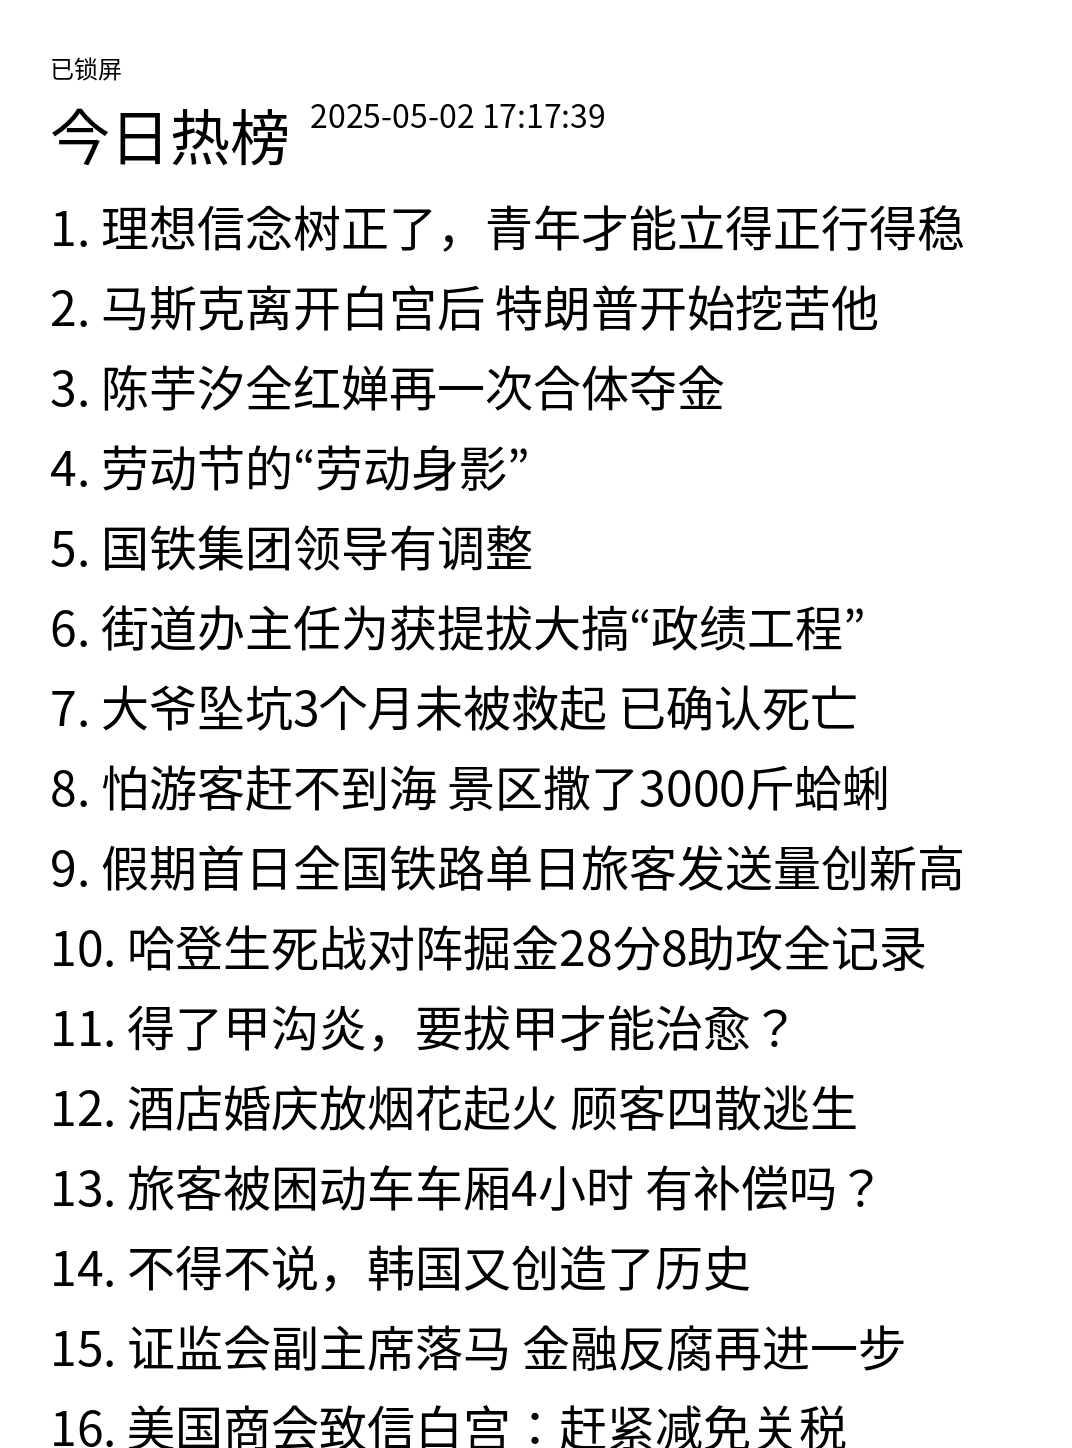 已锁屏
今日热榜 2025-05-02 17:17:39
1. 理想信念树正了，青年才能立得正行得稳
2. 马斯克离开白宫后 特朗普开始挖苦他
3. 陈芋汐全红婵再一次合体夺金
4. 劳动节的“劳动身影”
5. 国铁集团领导有调整
6. 街道办主任为获提拔大搞“政绩工程”
7. 大爷坠坑3个月未被救起 已确认死亡
8. 怕游客赶不到海 景区撒了3000斤蛤蜊
9. 假期首日全国铁路单日旅客发送量创新高
10. 哈登生死战对阵掘金28分8助攻全记录
11. 得了甲沟炎，要拔甲才能治愈？
12. 酒店婚庆放烟花起火 顾客四散逃生
13. 旅客被困动车车厢4小时 有补偿吗？
14. 不得不说，韩国又创造了历史
15. 证监会副主席落马 金融反腐再进一步
16. 美国商会致信白宫：赶紧减免关税